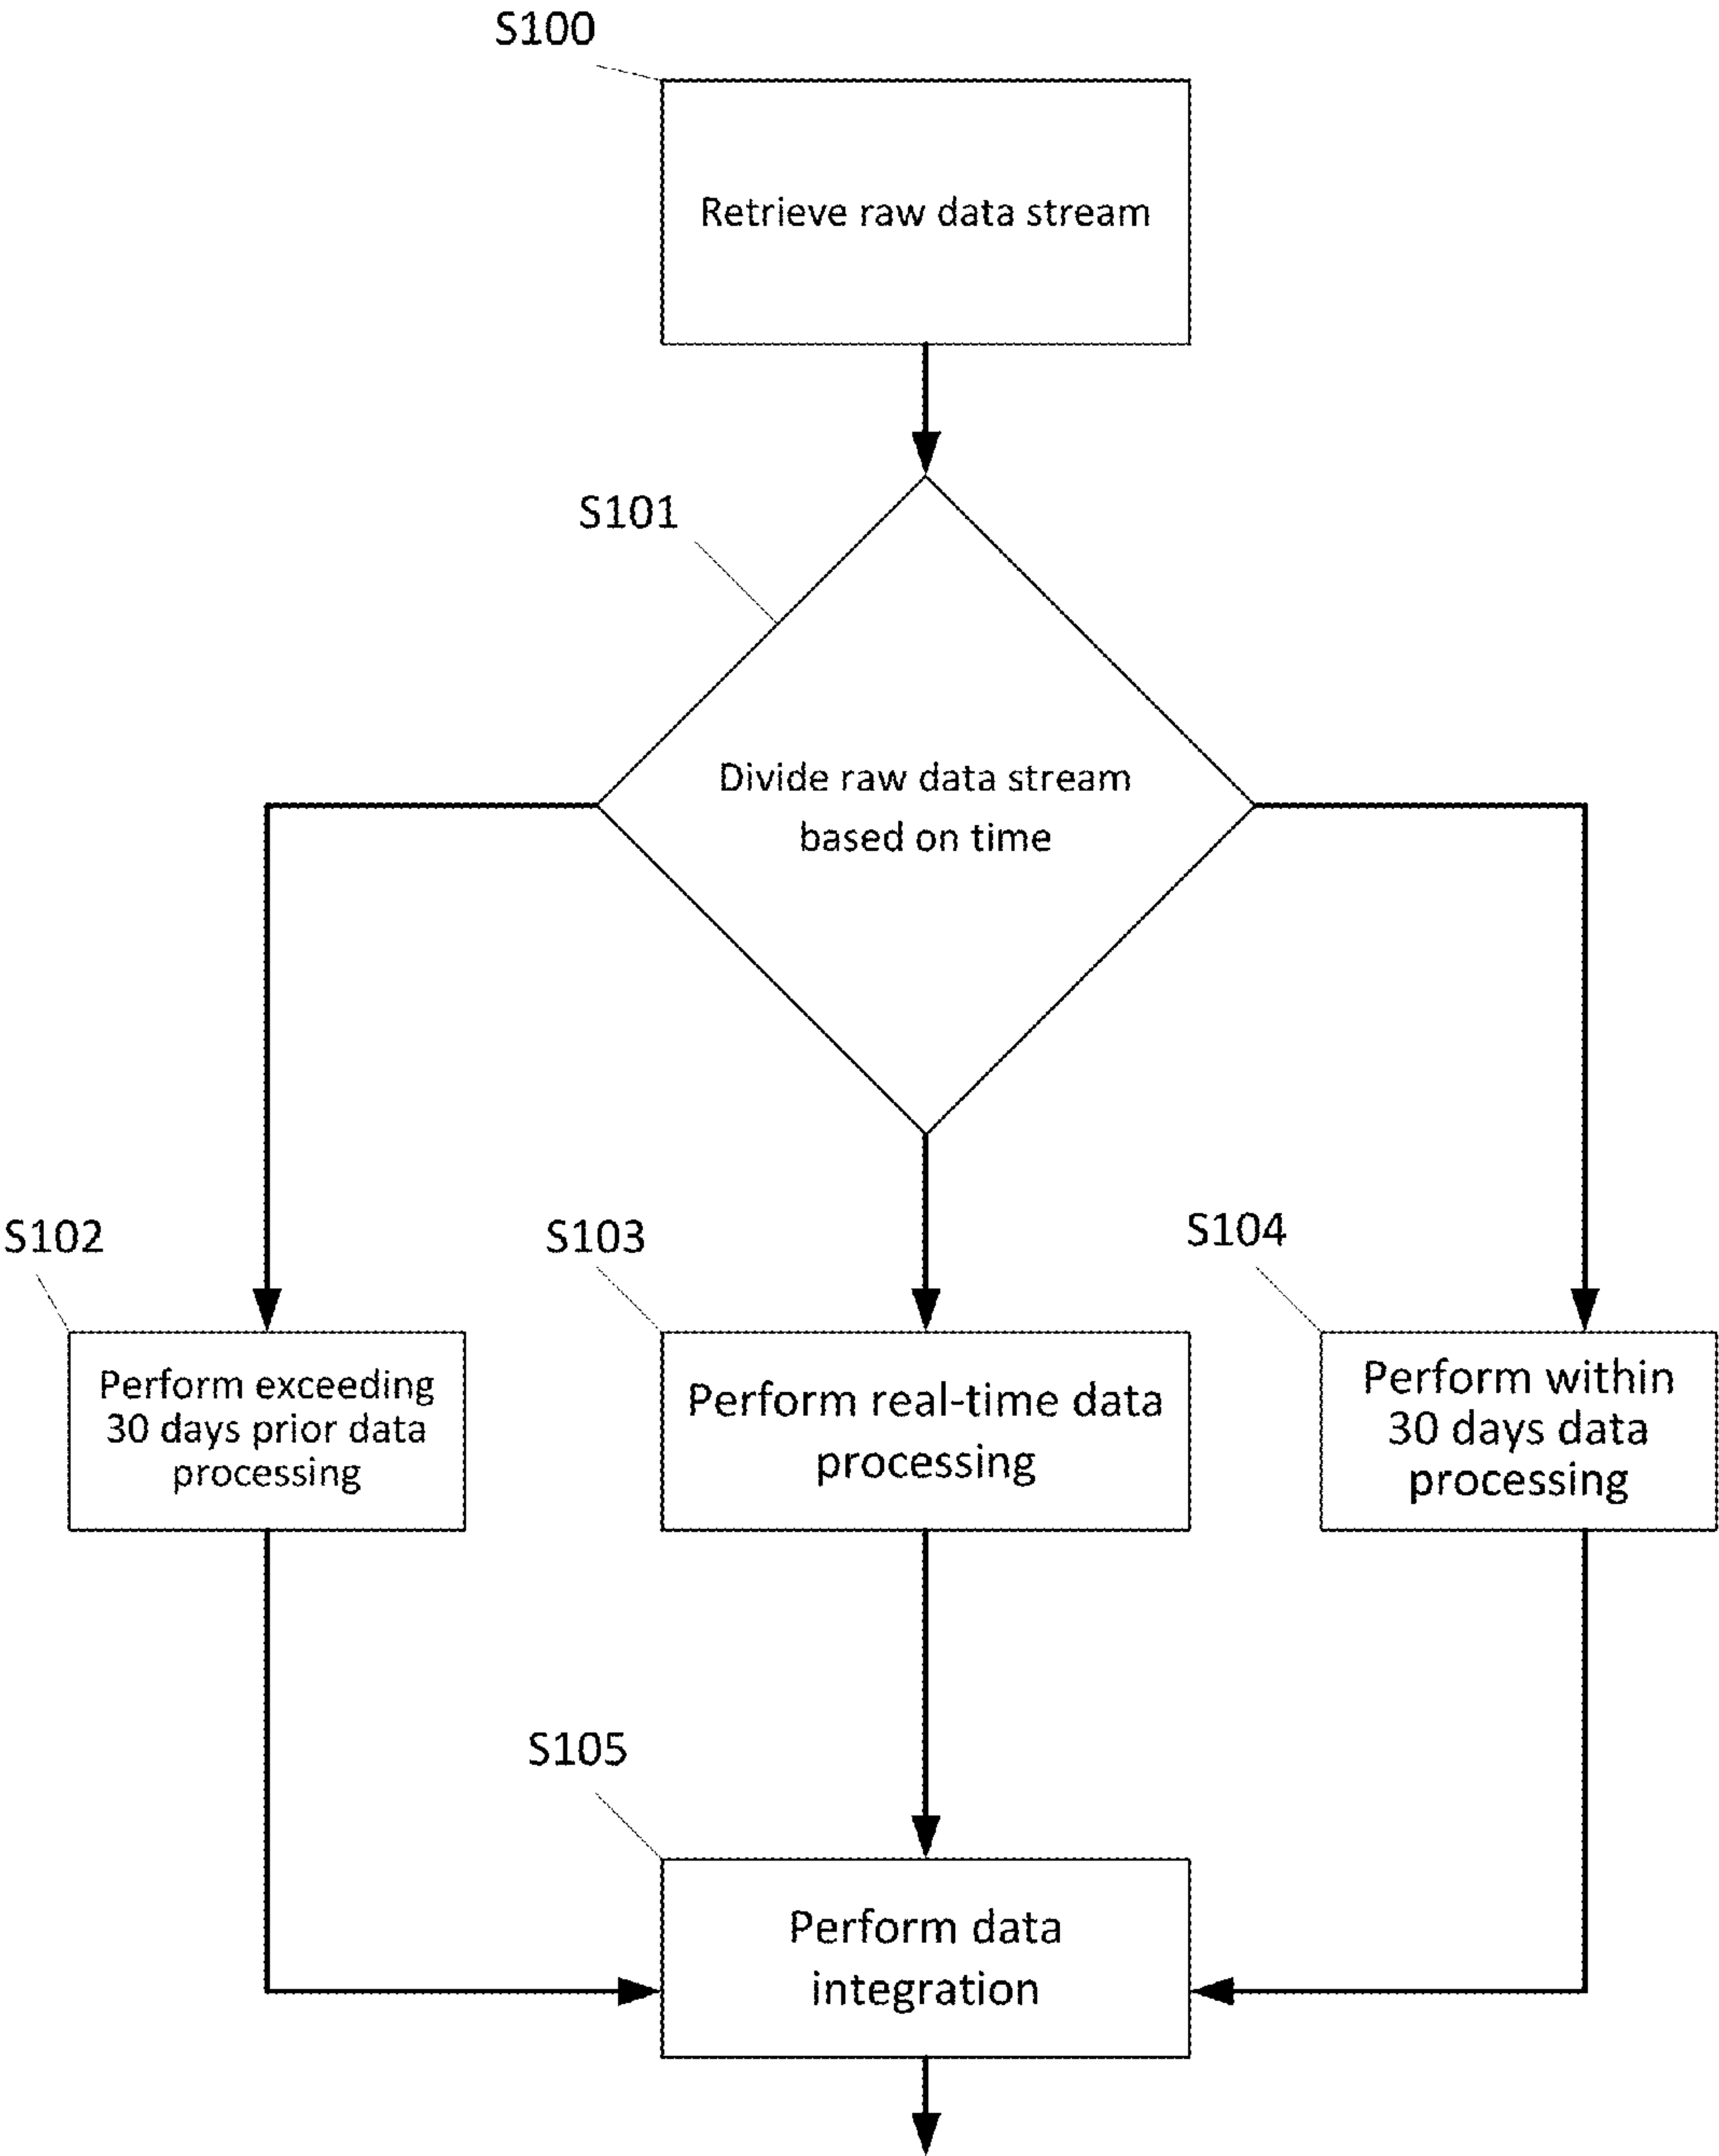 S100
Retrieve raw data stream
S101
Divide raw data stream
based on time
S102
Perform exceeding
30 days prior data
processing
S103
Perform real-time data
processing
S104
Perform within
30 days data
processing
S105
Perform data
integration